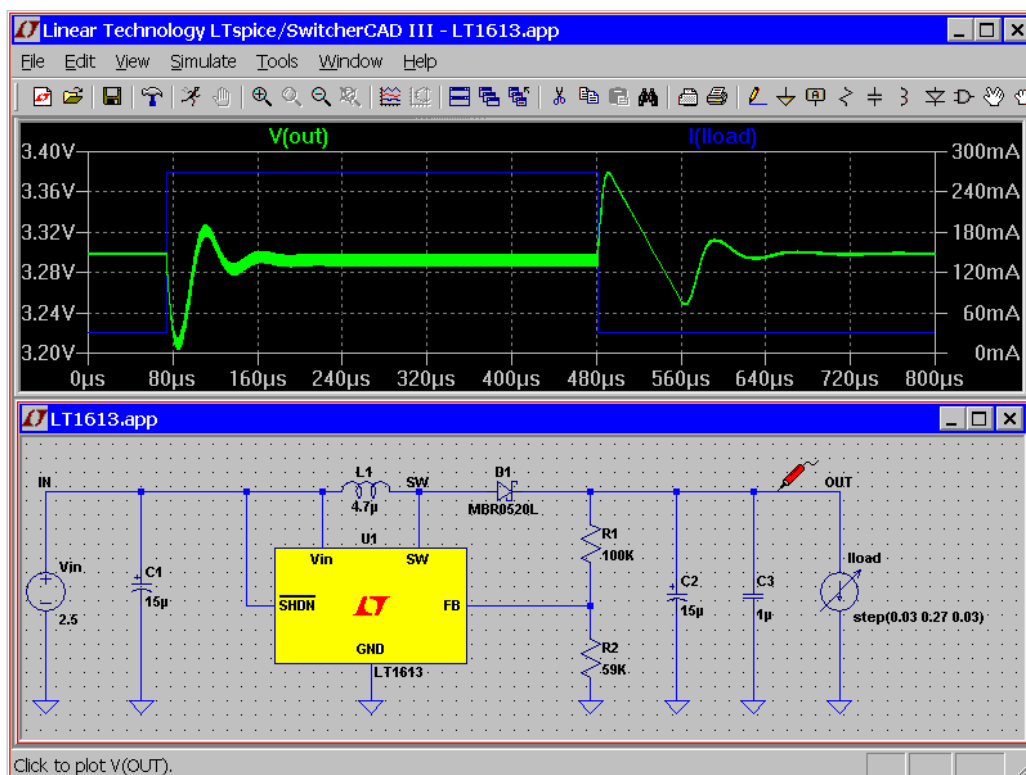 Linear Technology LTspice/SwitcherCAD III - LT1613.app
File Edit View Simulate Tools Window Help
V(out) I(Iload)
3.40V 300mA
3.36V 240mA
3.32V 180mA
3.28V 120mA
3.24V 60mA
3.20V 0mA
0µs 80µs 160µs 240µs 320µs 400µs 480µs 560µs 640µs 720µs 800µs
LT1613.app
IN L1 SW D1 OUT
4.7µ MBR0520L
U1 R1
Vin SW 100K Iload
Vin C1 C2 C3
15µ SHDN FB 15µ 1µ
2.5 step(0.03 0.27 0.03)
GND R2
LT1613 59K
Click to plot V(OUT).